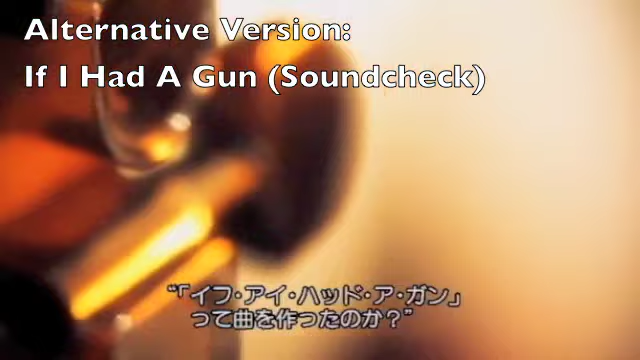 Alternative Version:
If I Had A Gun (Soundcheck)
“「イフ・アイ・ハッド・ア・ガン」
って曲を作ったのか？”